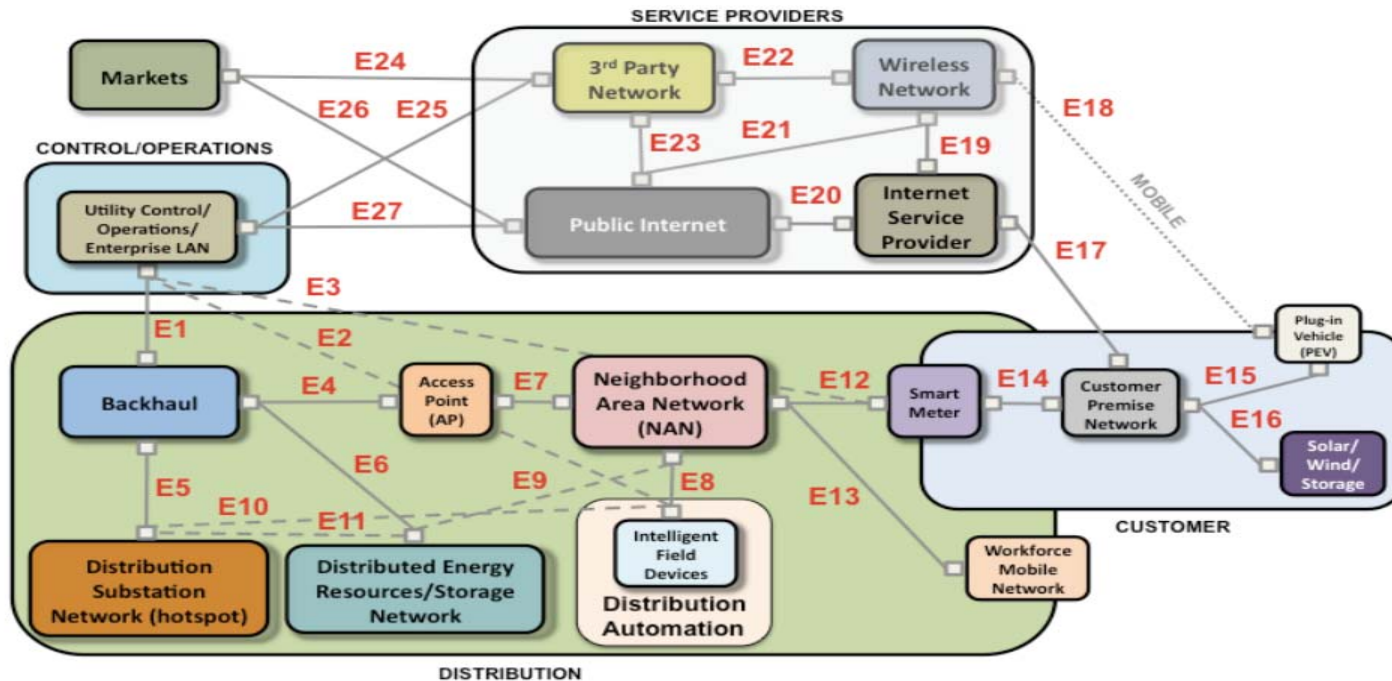 SERVICE PROVIDERS
Markets
E24
3rd Party
Network
E22
Wireless
Network
E26
E25
E18
E23
E21
E19
CONTROL/OPERATIONS
Utility Control/
Operations/
Enterprise LAN
E27
Public Internet
E20
Internet
Service
Provider
MOBILE
E17
E3
E1
E2
Plug-in
Vehicle
(PEV)
Backhaul
E4
Access
Point
(AP)
E7
Neighborhood
Area Network
(NAN)
E12
Smart
Meter
E14
Customer
Premise
Network
E15
E16
Solar/
Wind/
Storage
E5
E6
E9
E8
E10
E11
E13
CUSTOMER
Distribution
Substation
Network (hotspot)
Distributed Energy
Resources/Storage
Network
Intelligent
Field
Devices
Distribution
Automation
Workforce
Mobile
Network
DISTRIBUTION